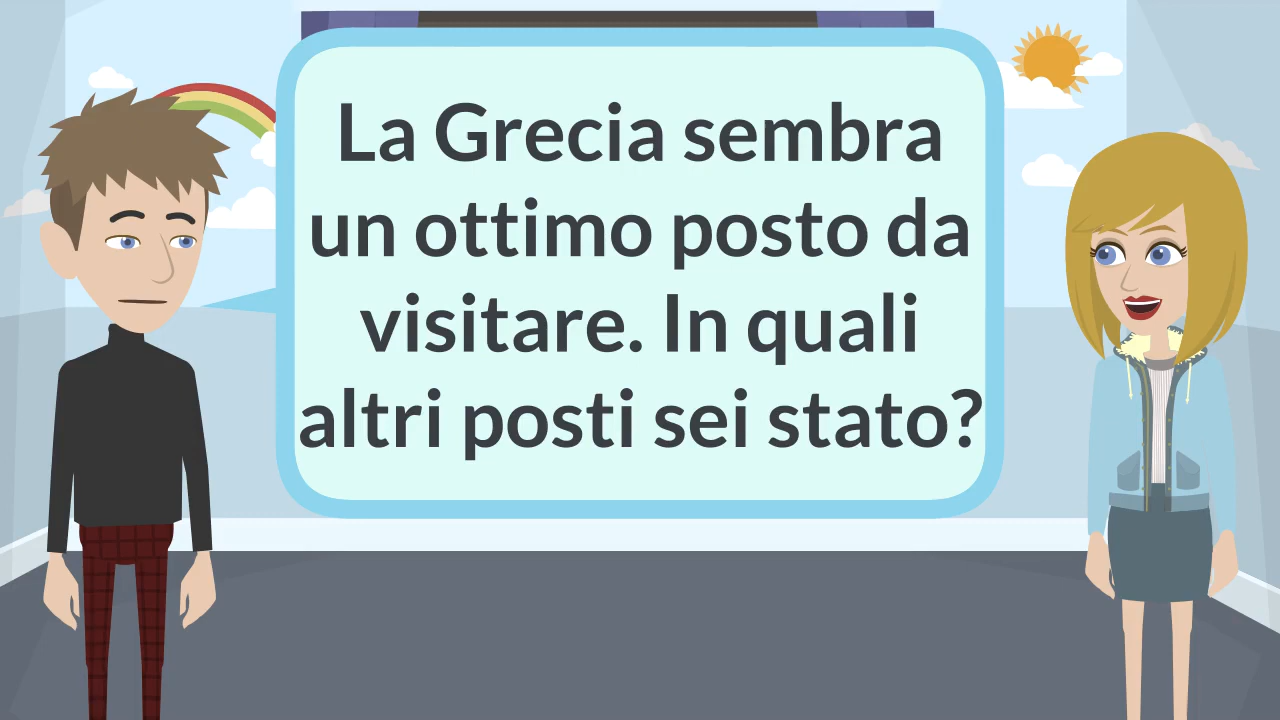 La Grecia sembra
un ottimo posto da
visitare. In quali
altri posti sei stato?